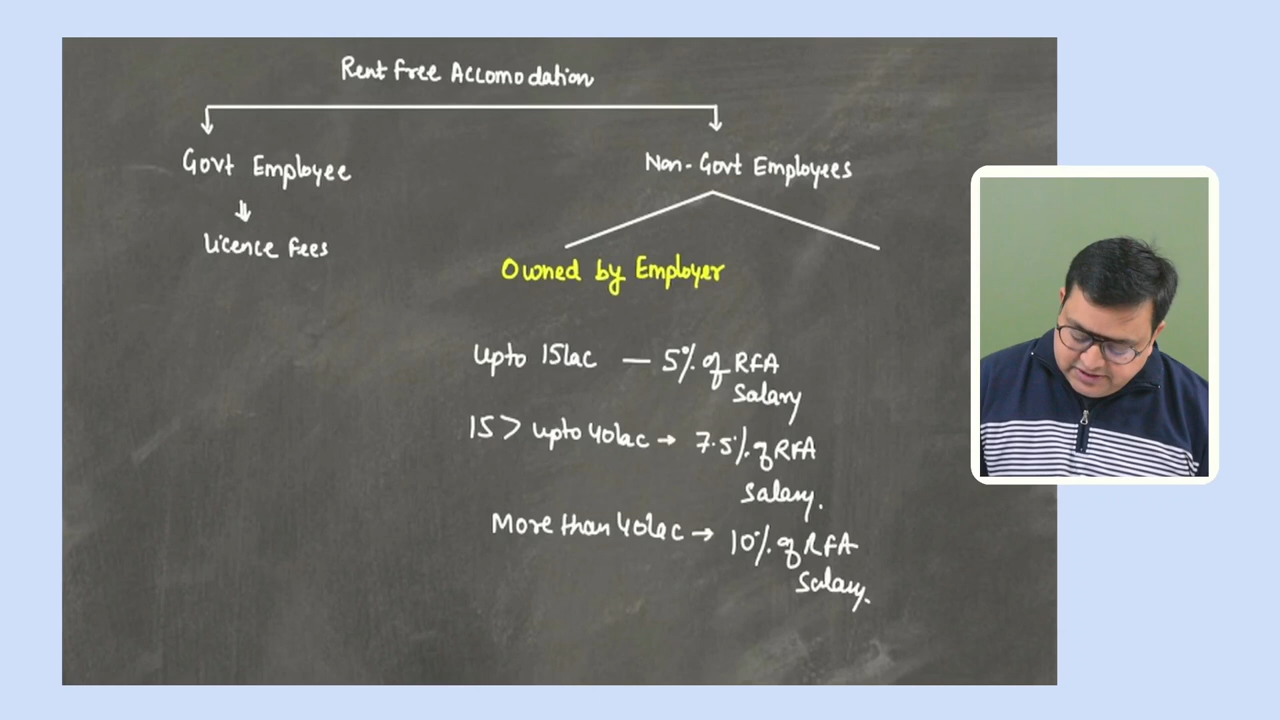 Rent free Accomodation
Govt Employee
Licence fees
Non-Govt Employees
Owned by Employer
Upto 15lac — 5% of RFA
Salary
15 > upto 40lac → 7.5% of RFA
Salary.
More than 40lac → 10% of RFA
Salary.